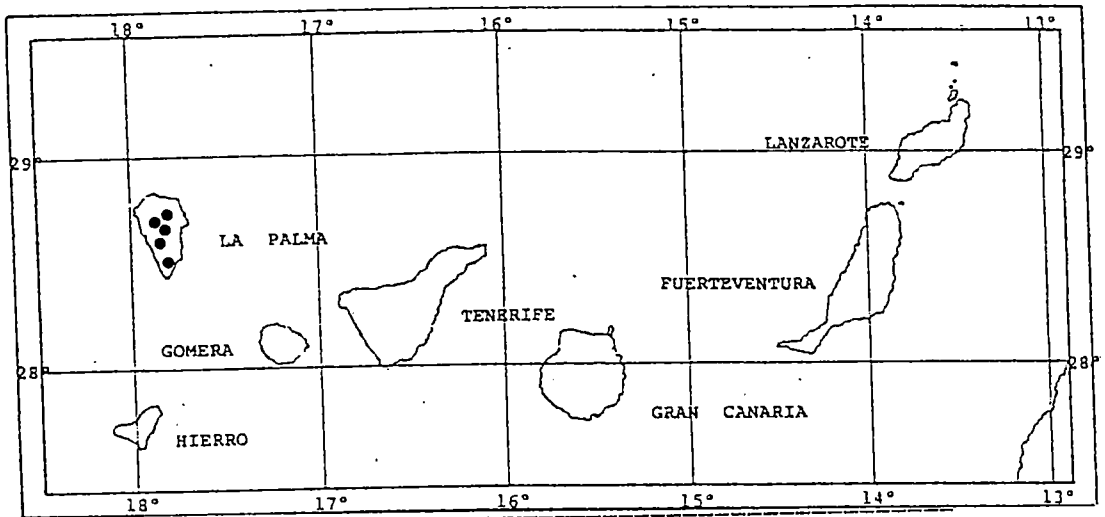 18° 17° 16° 15° 14°
LANZAROTE
29° 29°
LA PALMA
FUERTEVENTURA
TENERIFE
GOMERA
28° 28°
GRAN CANARIA
HIERRO
18° 17° 16° 15° 14° 13°